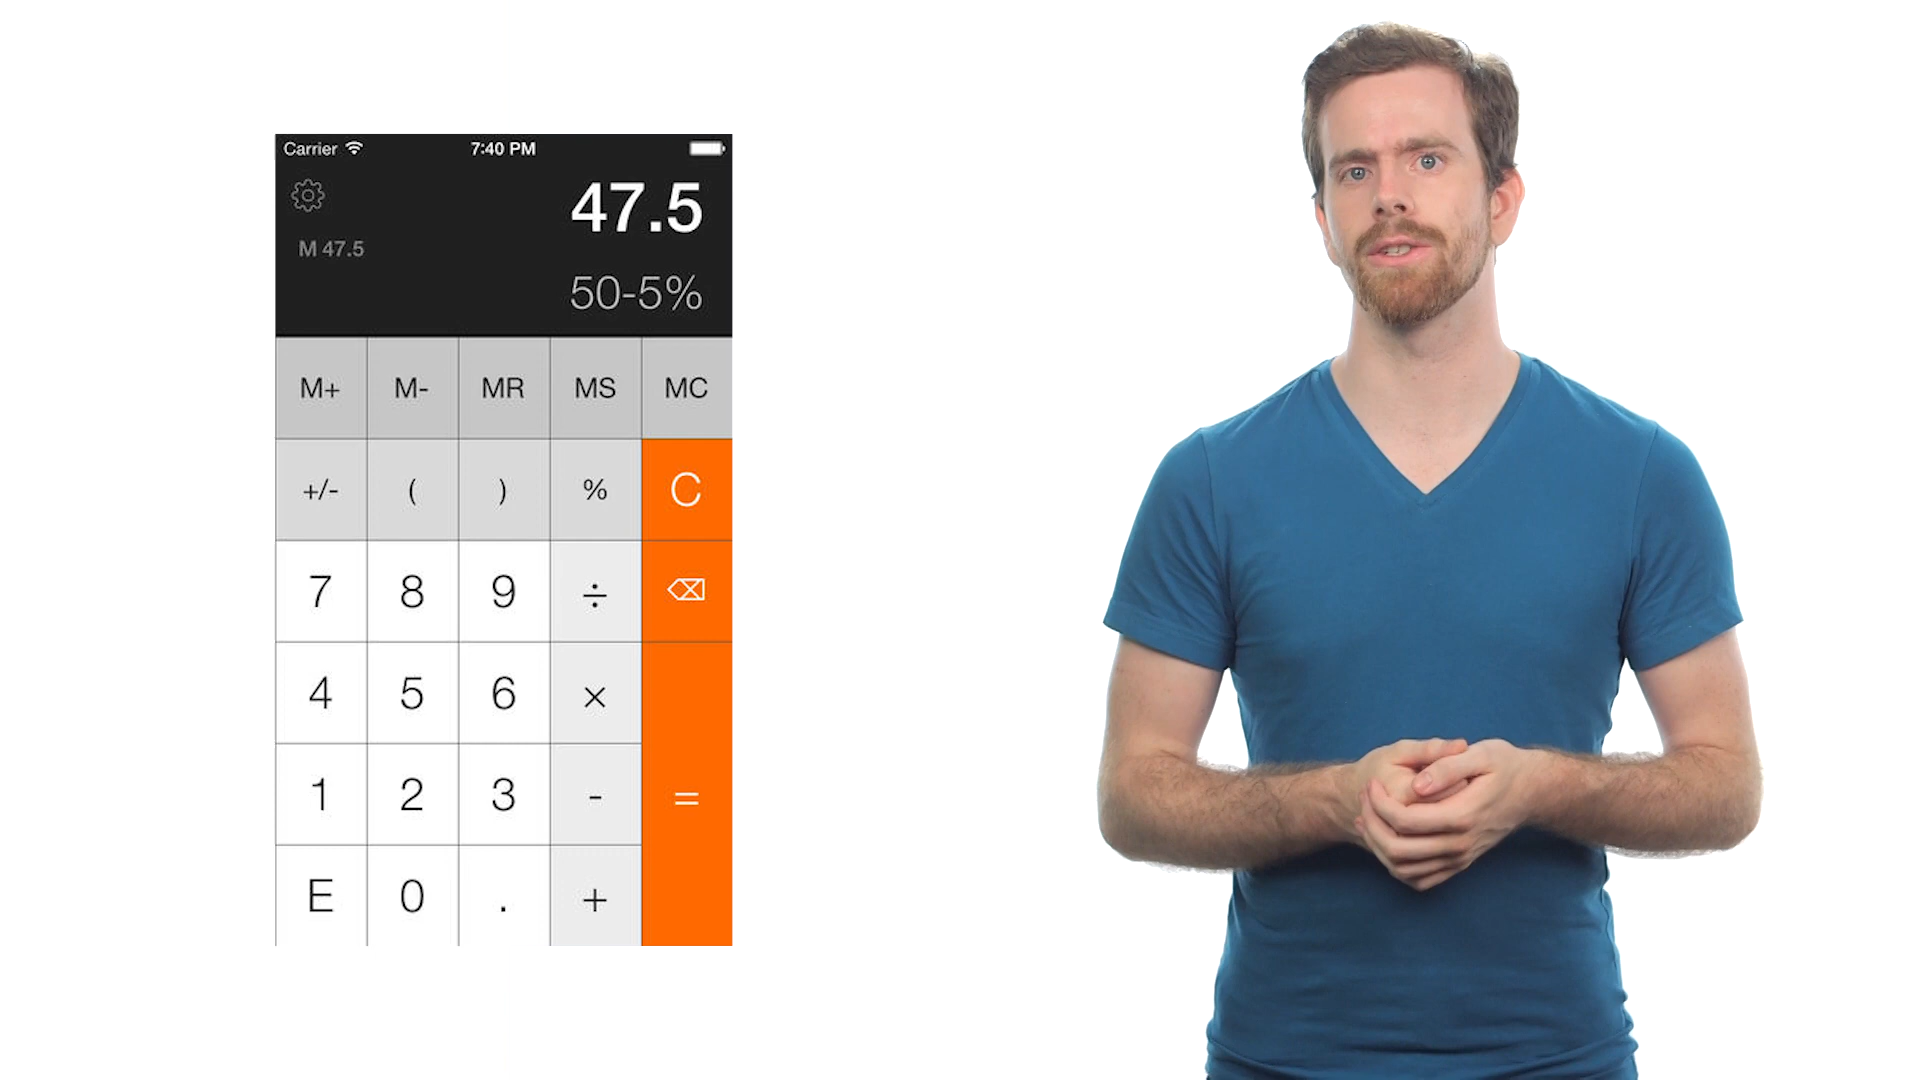 Carrier 7:40 PM
47.5
M 47.5
50-5%
M+ M- MR MS MC
+/- ( ) % C
7 8 9 ÷
4 5 6 ×
1 2 3 - =
E 0 . +